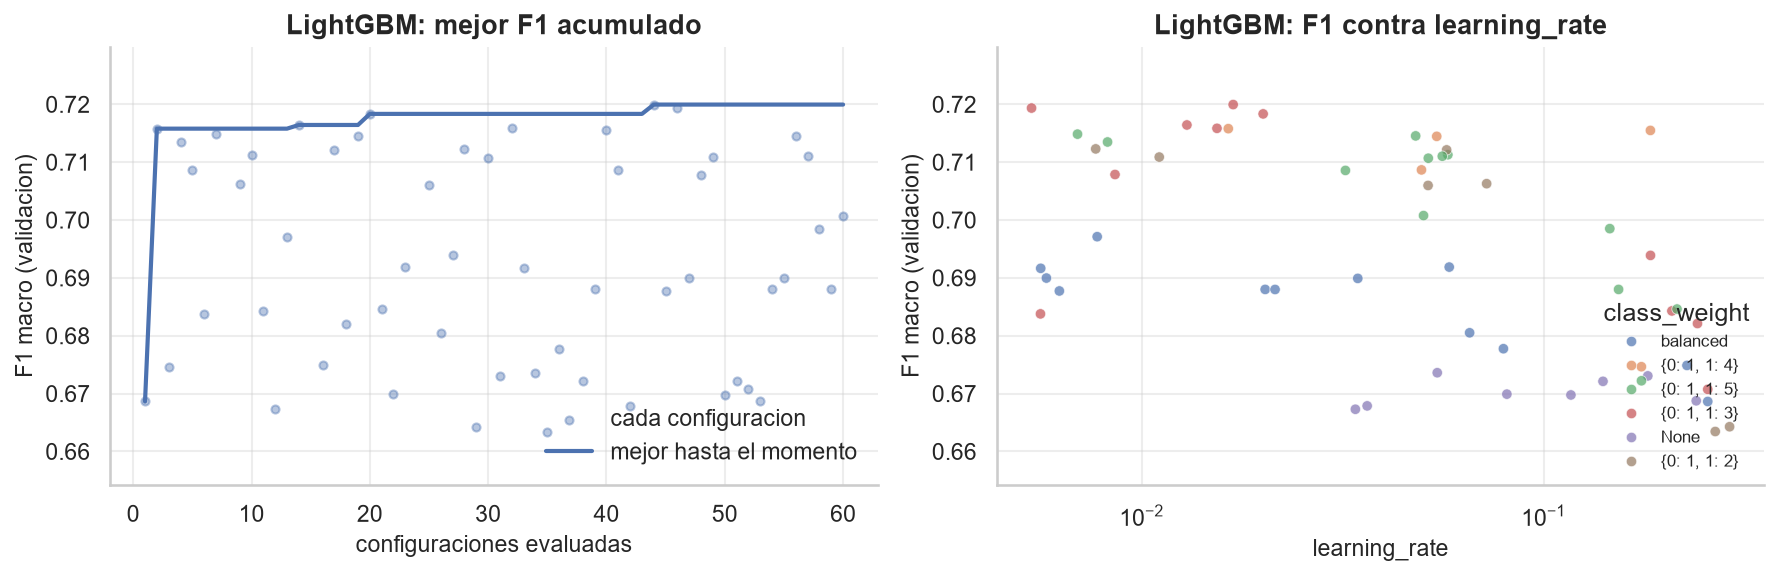 LightGBM: mejor F1 acumulado
F1 macro (validacion)
0.72
0.71
0.70
0.69
0.68
0.67
0.66
cada configuracion
mejor hasta el momento
0
10
20
30
40
50
60
configuraciones evaluadas
LightGBM: F1 contra learning_rate
F1 macro (validacion)
0.72
0.71
0.70
0.69
0.68
0.67
0.66
class_weight
balanced
{0: 1, 1: 4}
{0: 1, 1: 5}
{0: 1, 1: 3}
None
{0: 1, 1: 2}
10⁻²
10⁻¹
learning_rate